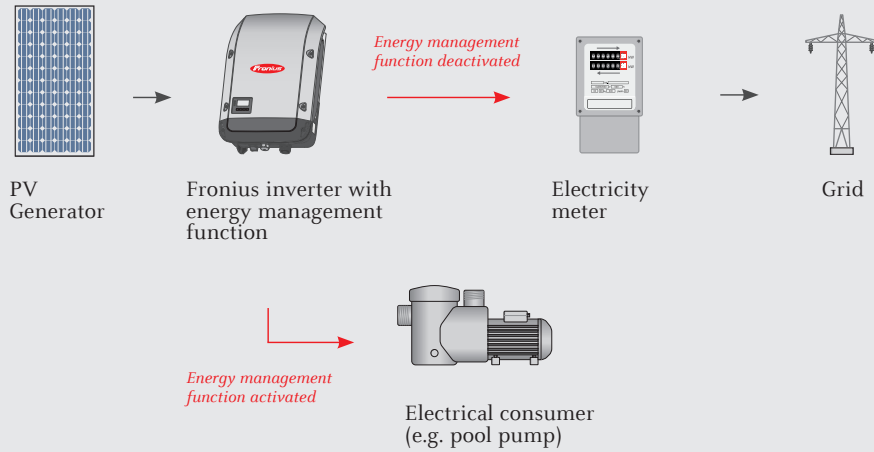 Energy management
function deactivated
Fronius
PV
Generator
Fronius inverter with
energy management
function
Electricity
meter
Grid
Energy management
function activated
Electrical consumer
(e.g. pool pump)